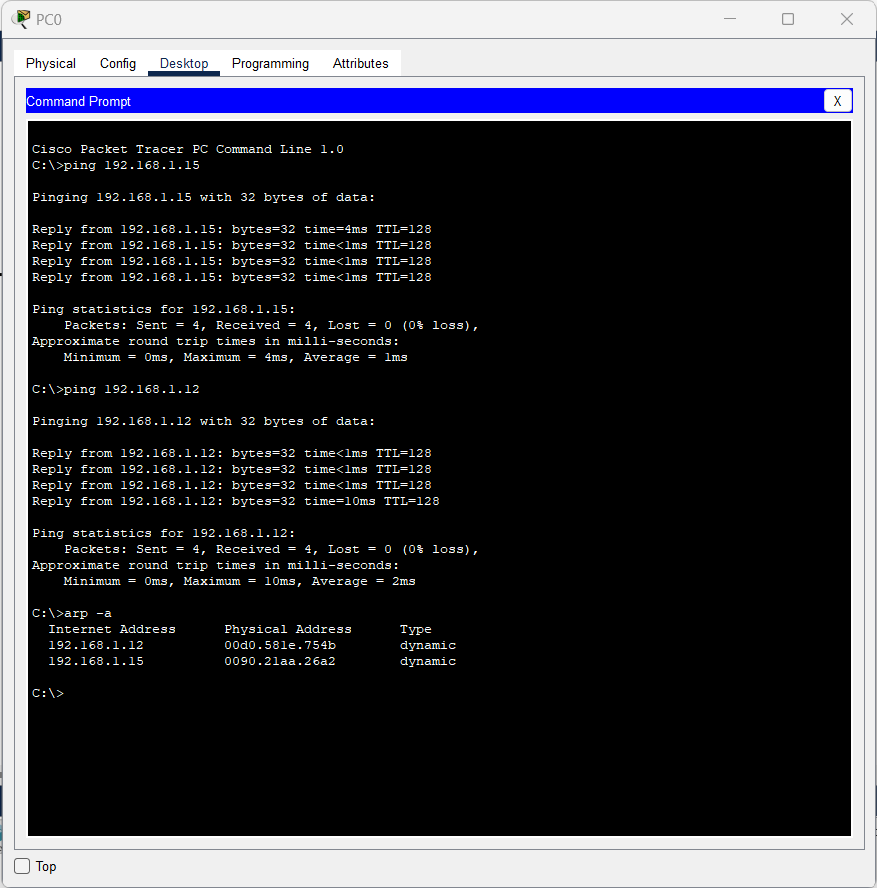 PC0
Physical Config Desktop Programming Attributes
Command Prompt X
Cisco Packet Tracer PC Command Line 1.0
C:\>ping 192.168.1.15
Pinging 192.168.1.15 with 32 bytes of data:
Reply from 192.168.1.15: bytes=32 time=4ms TTL=128
Reply from 192.168.1.15: bytes=32 time<1ms TTL=128
Reply from 192.168.1.15: bytes=32 time<1ms TTL=128
Reply from 192.168.1.15: bytes=32 time<1ms TTL=128
Ping statistics for 192.168.1.15:
Packets: Sent = 4, Received = 4, Lost = 0 (0% loss),
Approximate round trip times in milli-seconds:
Minimum = 0ms, Maximum = 4ms, Average = 1ms
C:\>ping 192.168.1.12
Pinging 192.168.1.12 with 32 bytes of data:
Reply from 192.168.1.12: bytes=32 time<1ms TTL=128
Reply from 192.168.1.12: bytes=32 time<1ms TTL=128
Reply from 192.168.1.12: bytes=32 time<1ms TTL=128
Reply from 192.168.1.12: bytes=32 time=10ms TTL=128
Ping statistics for 192.168.1.12:
Packets: Sent = 4, Received = 4, Lost = 0 (0% loss),
Approximate round trip times in milli-seconds:
Minimum = 0ms, Maximum = 10ms, Average = 2ms
C:\>arp -a
Internet Address Physical Address Type
192.168.1.12 00d0.581e.754b dynamic
192.168.1.15 0090.21aa.26a2 dynamic
C:\>
Top